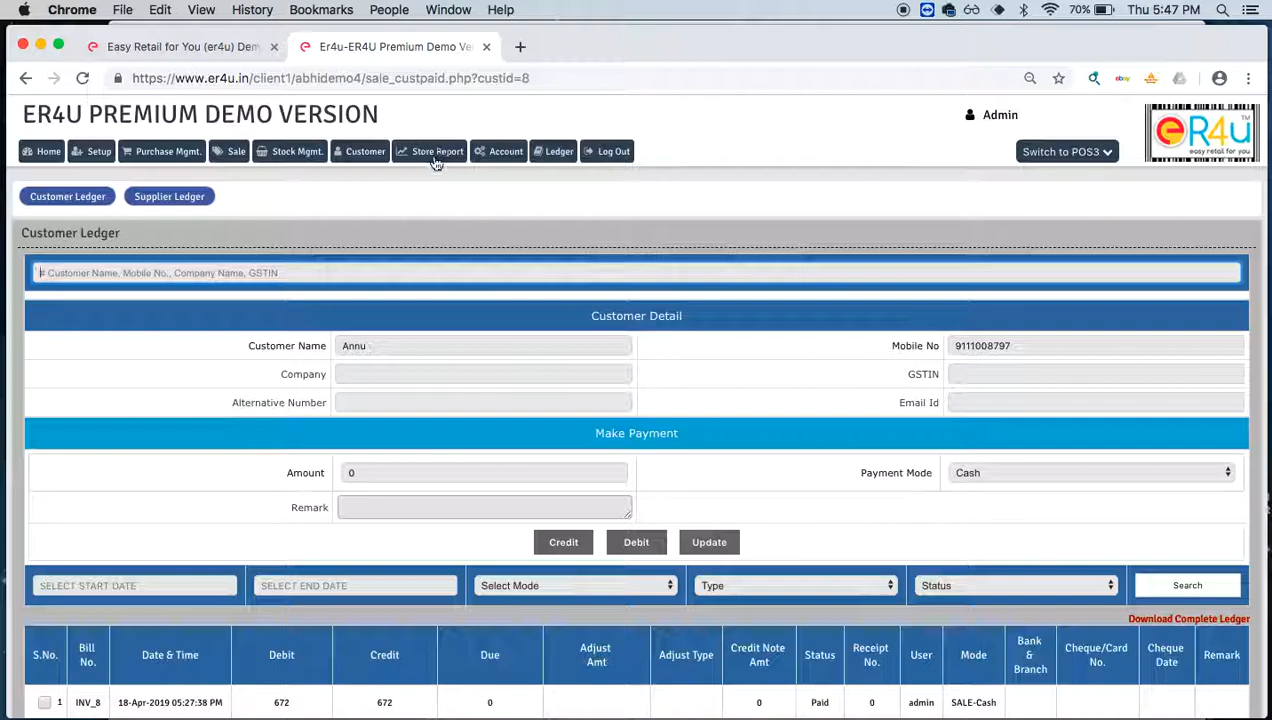 Chrome File Edit View History Bookmarks People Window Help 70% Thu 5:47 PM
Easy Retail for You (er4u) Dem Er4u-ER4U Premium Demo Ve
https://www.er4u.in/client1/abhidemo4/sale_custpaid.php?custid=8
ER4U PREMIUM DEMO VERSION
Admin
eR4u TM
easy retail for you
Home Setup Purchase Mgmt. Sale Stock Mgmt. Customer Store Report Account Ledger Log Out
Switch to POS3
Customer Ledger Supplier Ledger
Customer Ledger
# Customer Name, Mobile No., Company Name, GSTIN
Customer Detail
Customer Name Annu Mobile No 9111008797
Company GSTIN
Alternative Number Email Id
Make Payment
Amount 0 Payment Mode Cash
Remark
Credit Debit Update
SELECT START DATE SELECT END DATE Select Mode Type Status Search
Download Complete Ledger
S.No. Bill No. Date & Time Debit Credit Due Adjust Amt Adjust Type Credit Note Amt Status Receipt No. User Mode Bank & Branch Cheque/Card No. Cheque Date Remark
1 INV_8 18-Apr-2019 05:27:38 PM 672 672 0 0 Paid 0 admin SALE-Cash